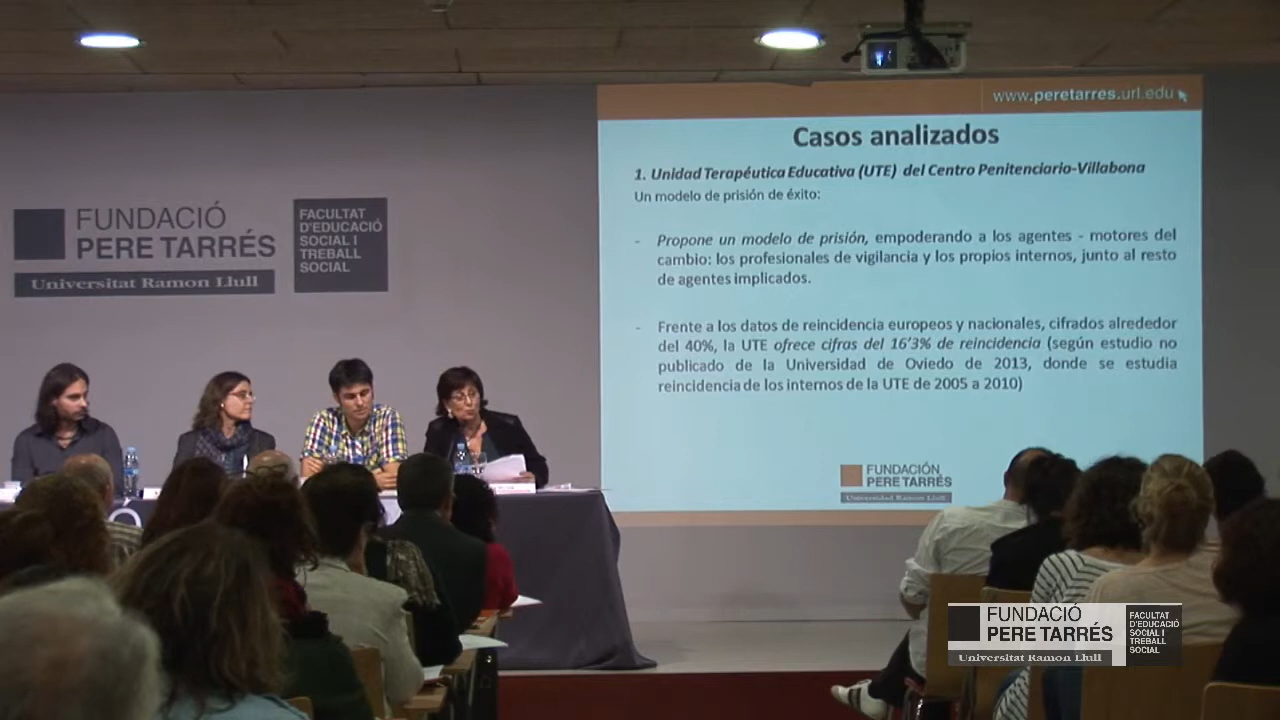 www.peretarres.url.edu
Casos analizados
1. Unidad Terapéutica Educativa (UTE) del Centro Penitenciario-Villabona
Un modelo de prisión de éxito:
- Propone un modelo de prisión, empoderando a los agentes - motores del
cambio: los profesionales de vigilancia y los propios internos, junto al resto
de agentes implicados.
- Frente a los datos de reincidencia europeos y nacionales, cifrados alrededor
del 40%, la UTE ofrece cifras del 16'3% de reincidencia (según estudio no
publicado de la Universidad de Oviedo de 2013, donde se estudia
reincidencia de los internos de la UTE de 2005 a 2010)
FUNDACIÓN
PERE TARRÉS
Universidad Ramon Llull
FUNDACIÓ
PERE TARRÉS
Universitat Ramon Llull
FACULTAT
D'EDUCACIÓ
SOCIAL I
TREBALL
SOCIAL
FUNDACIÓ
PERE TARRÉS
Universitat Ramon Llull
FACULTAT
D'EDUCACIÓ
SOCIAL I
TREBALL
SOCIAL